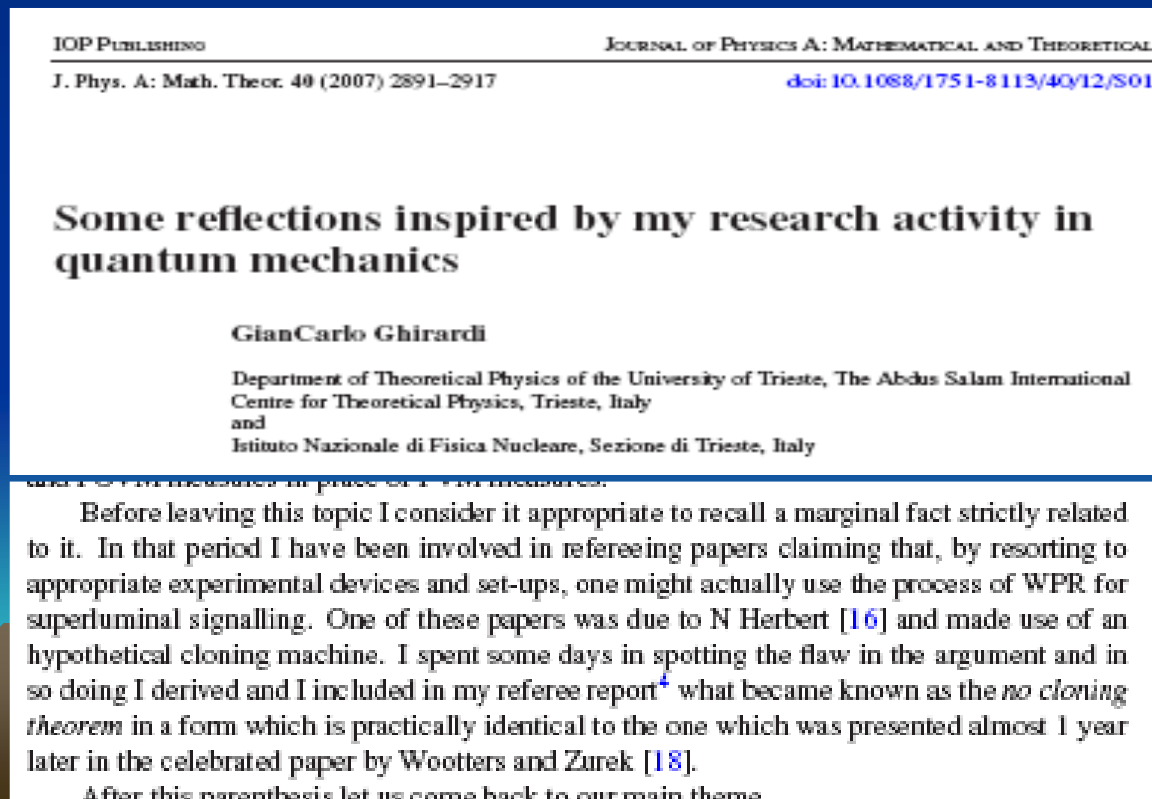 IOP PUBLISHING JOURNAL OF PHYSICS A: MATHEMATICAL AND THEORETICAL
J. Phys. A: Math. Theor. 40 (2007) 2891–2917 doi:10.1088/1751-8113/40/12/S01
Some reflections inspired by my research activity in
quantum mechanics
GianCarlo Ghirardi
Department of Theoretical Physics of the University of Trieste, The Abdus Salam International
Centre for Theoretical Physics, Trieste, Italy
and
Istituto Nazionale di Fisica Nucleare, Sezione di Trieste, Italy
and POVM measures in place of PVM measures.
Before leaving this topic I consider it appropriate to recall a marginal fact strictly related
to it. In that period I have been involved in refereeing papers claiming that, by resorting to
appropriate experimental devices and set-ups, one might actually use the process of WPR for
superluminal signalling. One of these papers was due to N Herbert [16] and made use of an
hypothetical cloning machine. I spent some days in spotting the flaw in the argument and in
so doing I derived and I included in my referee report4 what became known as the no cloning
theorem in a form which is practically identical to the one which was presented almost 1 year
later in the celebrated paper by Wootters and Zurek [18].
After this parenthesis let us come back to our main theme